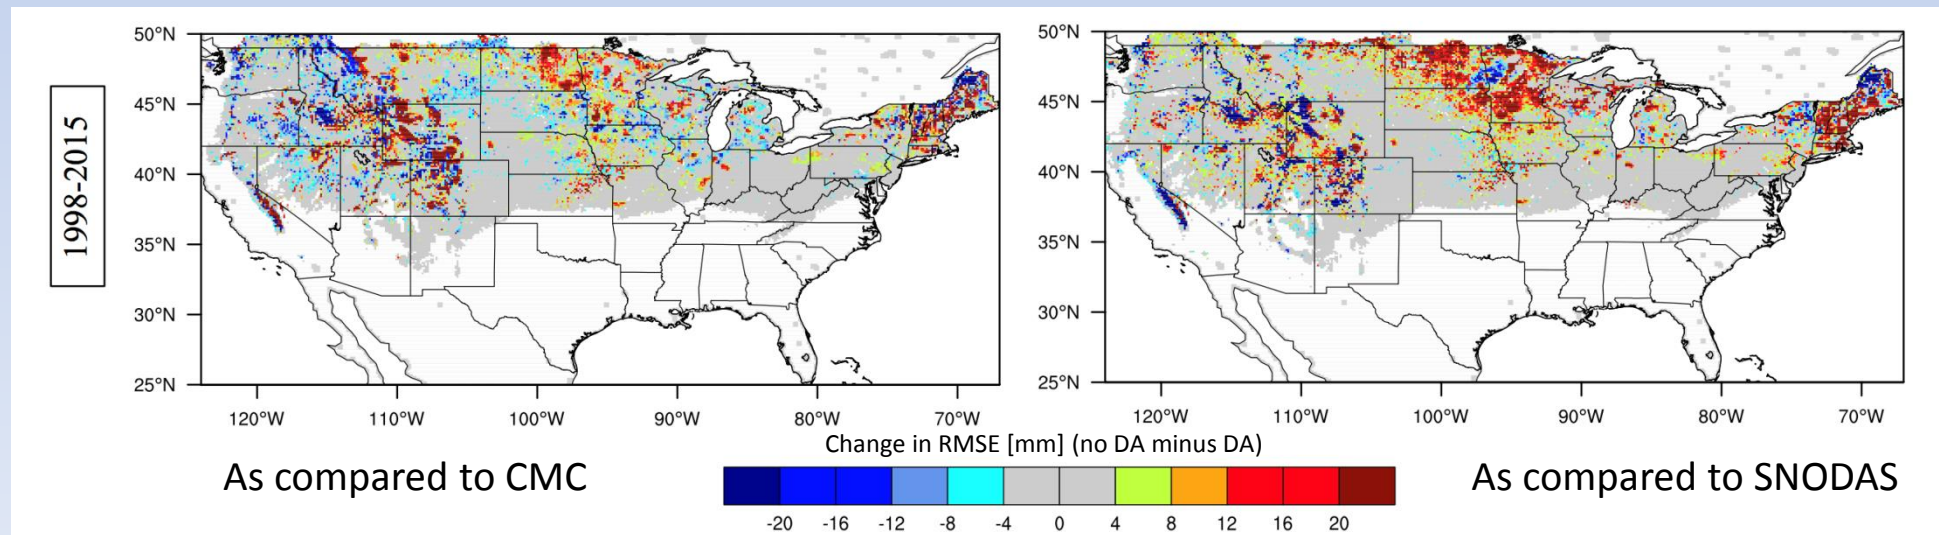 1998-2015
50°N
45°N
40°N
35°N
30°N
25°N
120°W 110°W 100°W 90°W 80°W 70°W
50°N
45°N
40°N
35°N
30°N
25°N
120°W 110°W 100°W 90°W 80°W 70°W
Change in RMSE [mm] (no DA minus DA)
As compared to CMC
As compared to SNODAS
-20 -16 -12 -8 -4 0 4 8 12 16 20